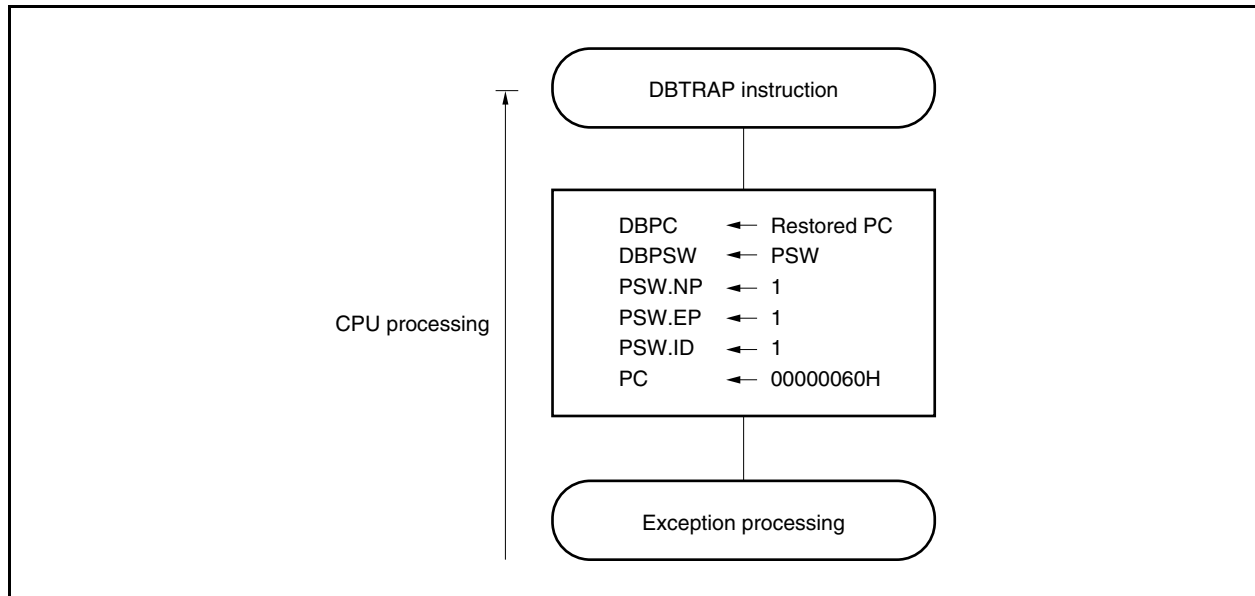 DBTRAP instruction
CPU processing
DBPC ← Restored PC
DBPSW ← PSW
PSW.NP ← 1
PSW.EP ← 1
PSW.ID ← 1
PC ← 00000060H
Exception processing